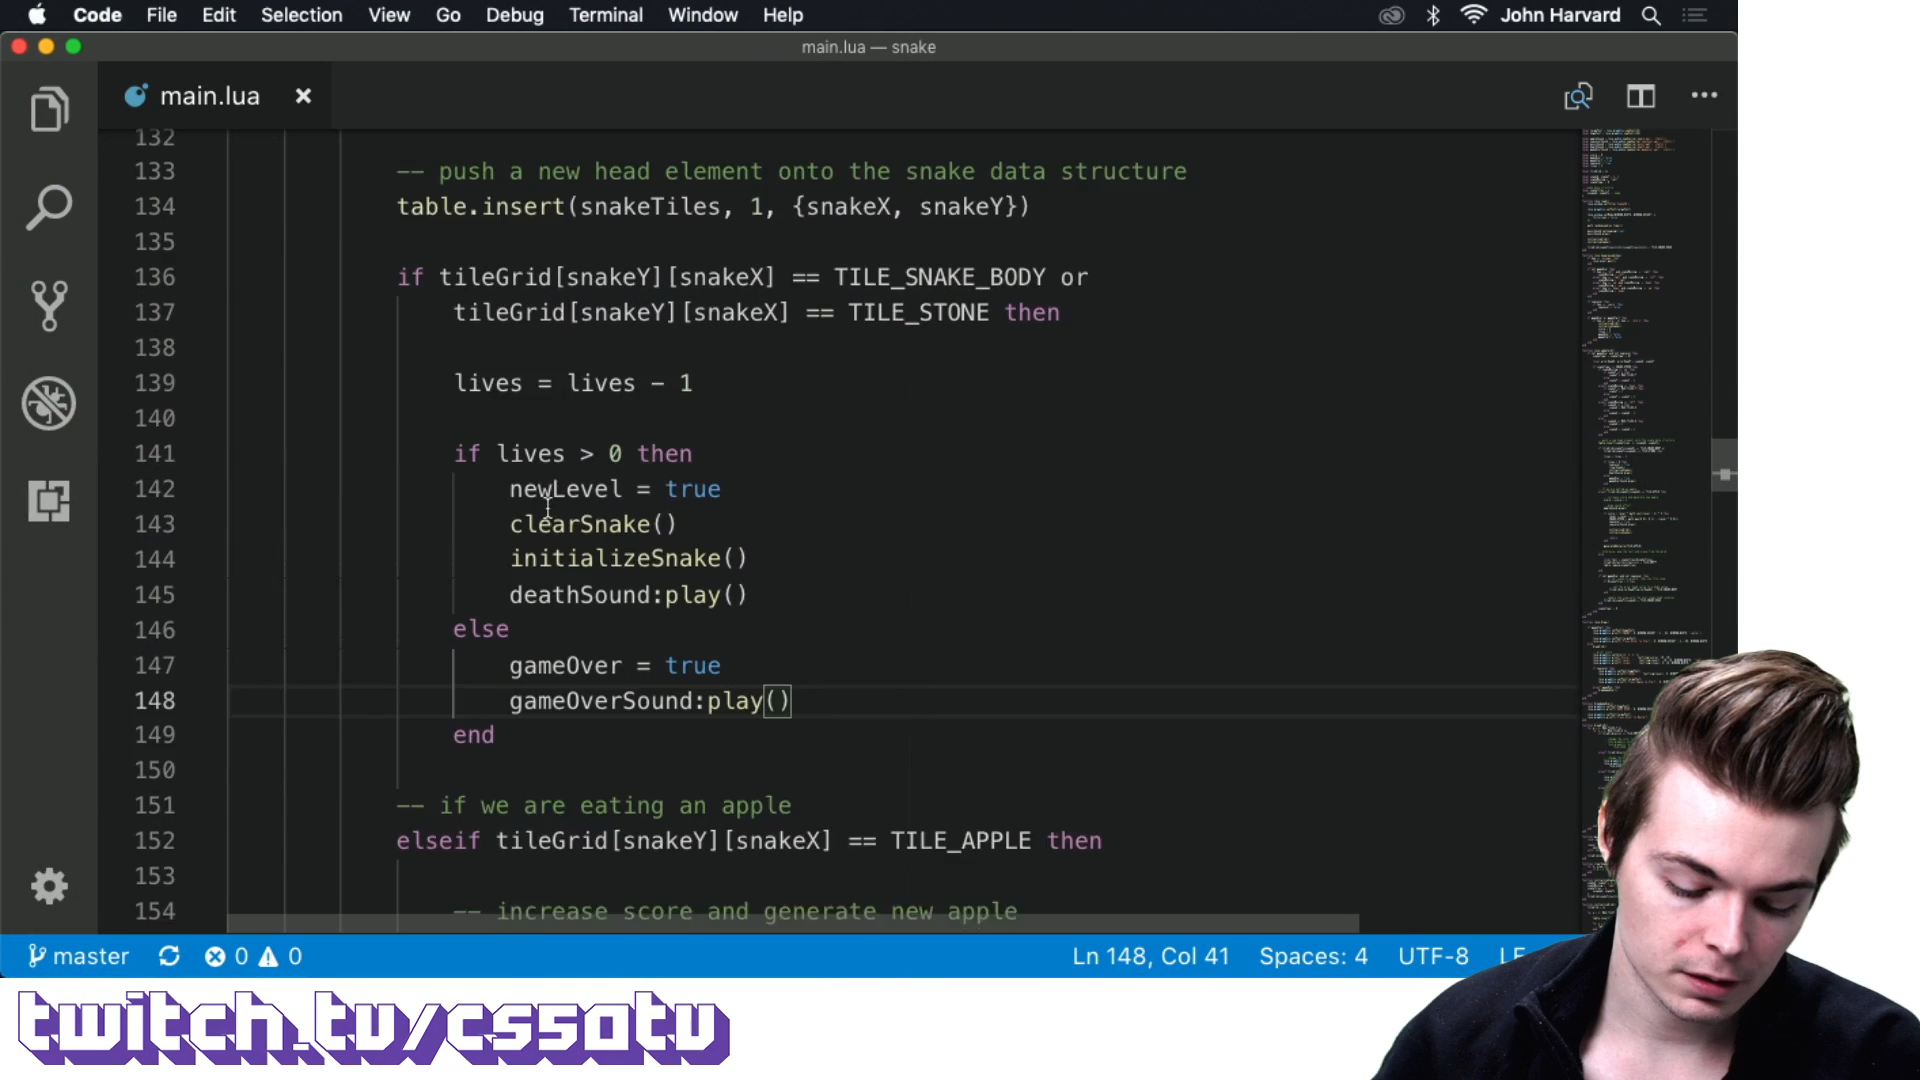 Code File Edit Selection View Go Debug Terminal Window Help John Harvard
main.lua — snake
main.lua
132
133 -- push a new head element onto the snake data structure
134 table.insert(snakeTiles, 1, {snakeX, snakeY})
135
136 if tileGrid[snakeY][snakeX] == TILE_SNAKE_BODY or
137 tileGrid[snakeY][snakeX] == TILE_STONE then
138
139 lives = lives - 1
140
141 if lives > 0 then
142 newLevel = true
143 clearSnake()
144 initializeSnake()
145 deathSound:play()
146 else
147 gameOver = true
148 gameOverSound:play()
149 end
150
151 -- if we are eating an apple
152 elseif tileGrid[snakeY][snakeX] == TILE_APPLE then
153
154 -- increase score and generate new apple
master 0 0 Ln 148, Col 41 Spaces: 4 UTF-8 LF
twitch.tv/cs50tv